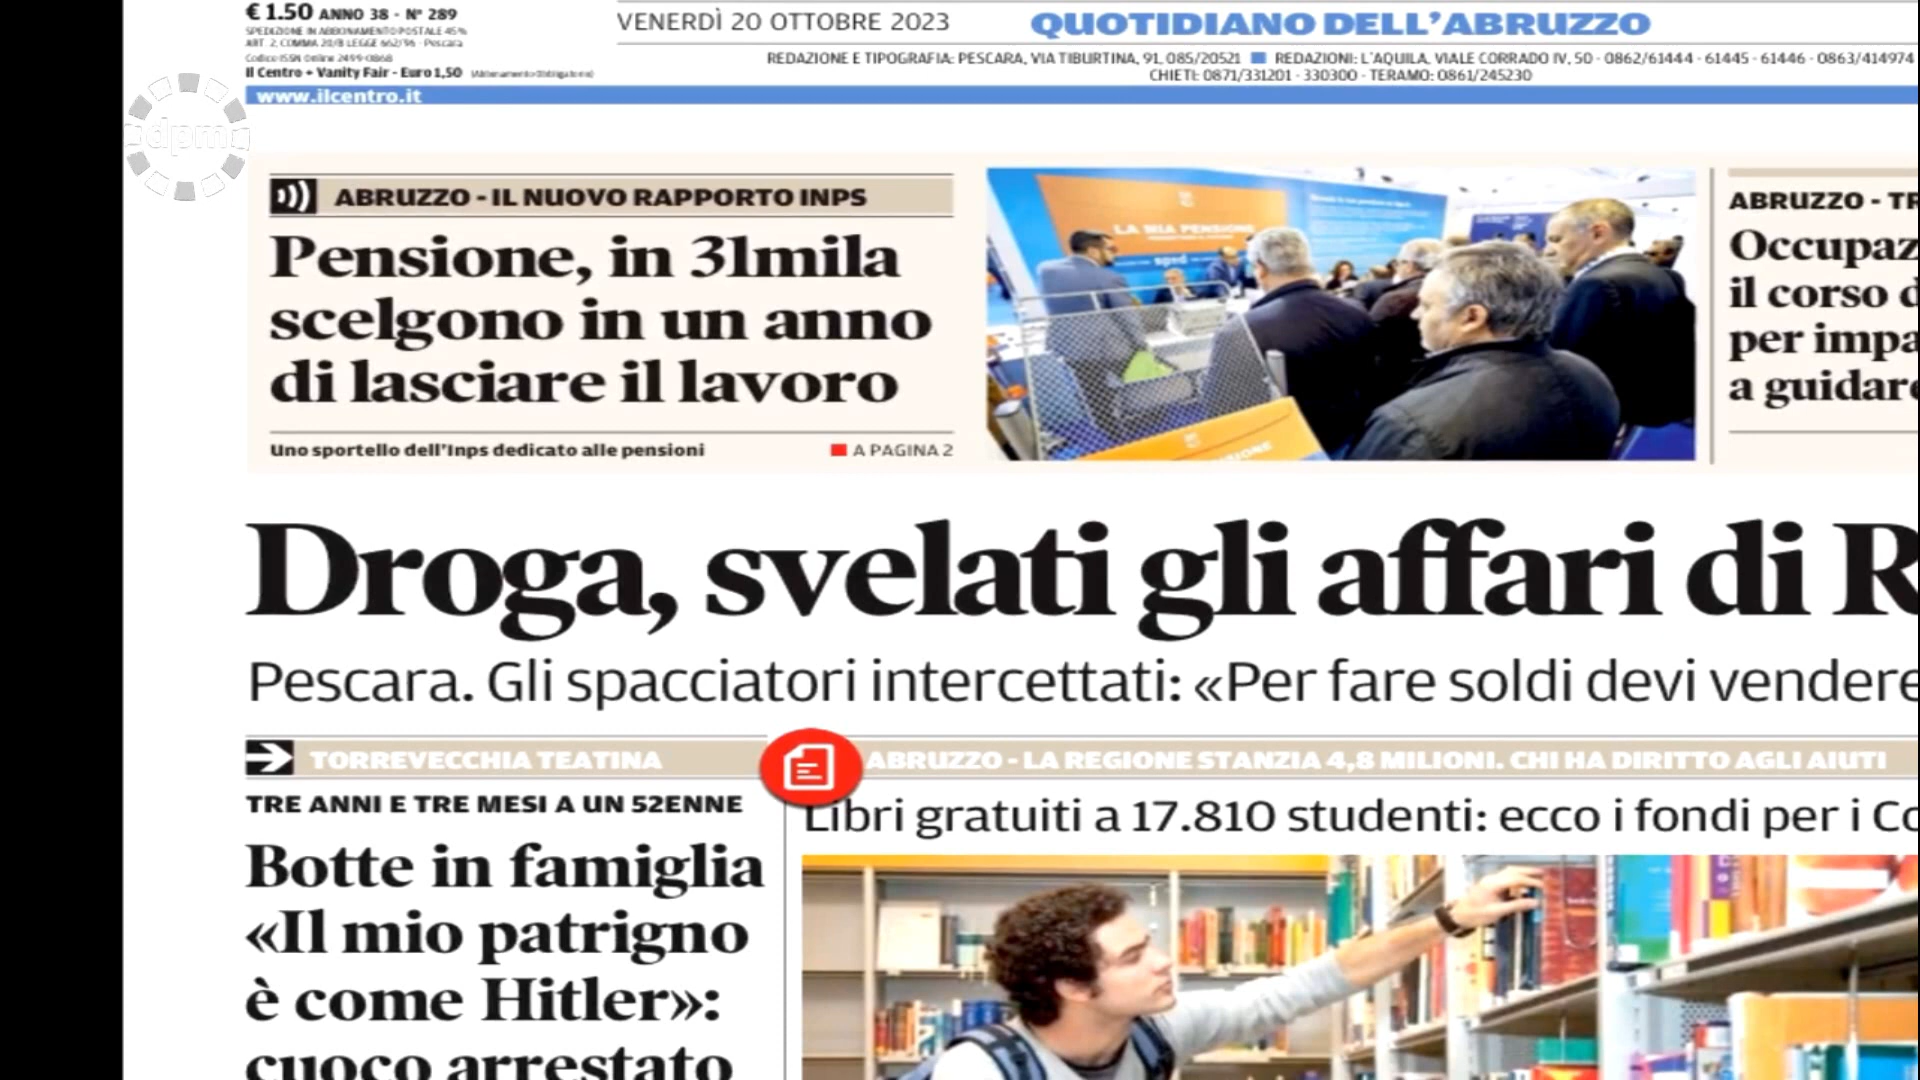 € 1.50 ANNO 38 - N° 289
SPEDIZIONE IN ABBONAMENTO POSTALE 45%
ART. 2, COMMA 20/B LEGGE 662/96 - Pescara
Codice ISSN Online 2499-0868
Il Centro + Vanity Fair - Euro 1,50 (Abbinamento Obbligatorio)
VENERDÌ 20 OTTOBRE 2023
QUOTIDIANO DELL'ABRUZZO
REDAZIONE E TIPOGRAFIA: PESCARA, VIA TIBURTINA, 91, 085/20521 REDAZIONI: L'AQUILA, VIALE CORRADO IV, 50 - 0862/61444 - 61445 - 61446 - 0863/414974
CHIETI: 0871/331201 - 330300 - TERAMO: 0861/245230
www.ilcentro.it
dpm
ABRUZZO - IL NUOVO RAPPORTO INPS
Pensione, in 31mila
scelgono in un anno
di lasciare il lavoro
Uno sportello dell'Inps dedicato alle pensioni
A PAGINA 2
LA MIA PENSIONE
ABRUZZO - TR
Occupaz
il corso d
per impa
a guidare
Droga, svelati gli affari di R
Pescara. Gli spacciatori intercettati: «Per fare soldi devi vendere
TORREVECCHIA TEATINA
TRE ANNI E TRE MESI A UN 52ENNE
Botte in famiglia
«Il mio patrigno
è come Hitler»:
cuoco arrestato
ABRUZZO - LA REGIONE STANZIA 4,8 MILIONI. CHI HA DIRITTO AGLI AIUTI
Libri gratuiti a 17.810 studenti: ecco i fondi per i Co